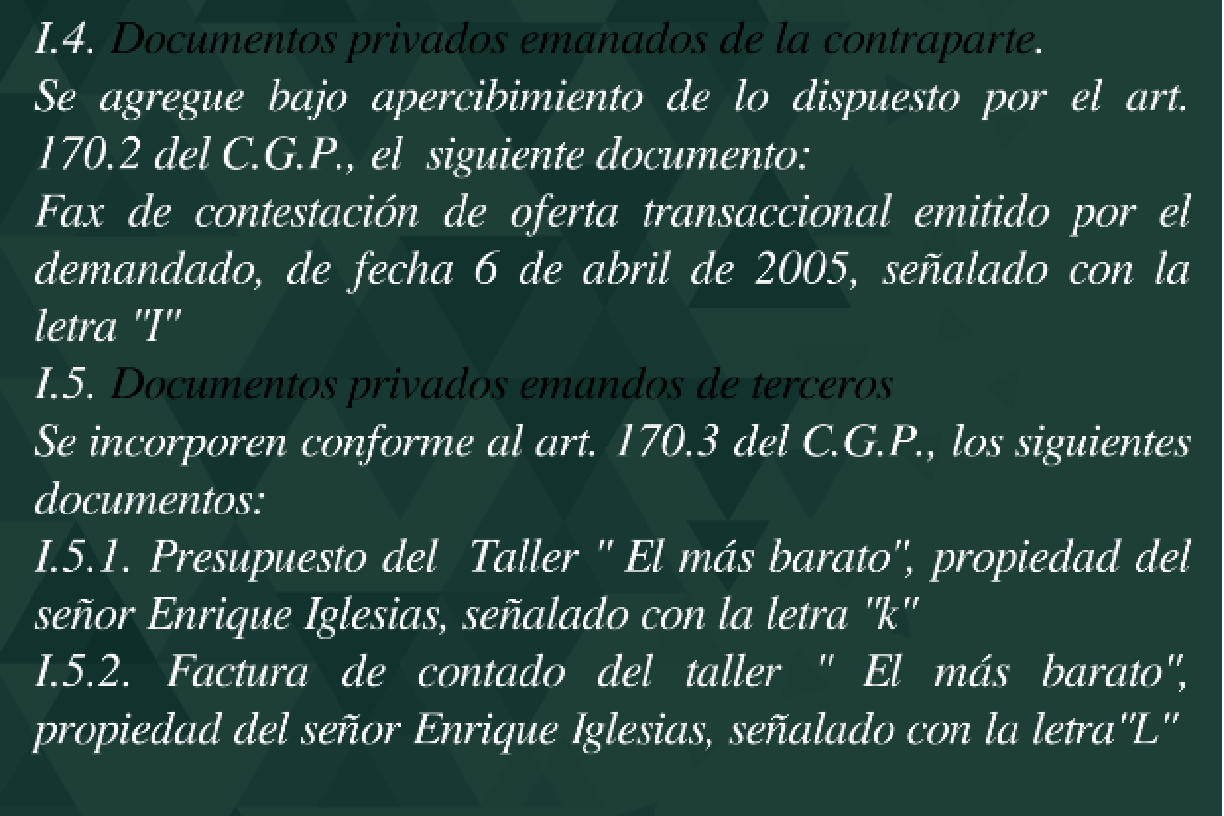 I.4. Documentos privados emanados de la contraparte.
Se agregue bajo apercibimiento de lo dispuesto por el art.
170.2 del C.G.P., el siguiente documento:
Fax de contestación de oferta transaccional emitido por el
demandado, de fecha 6 de abril de 2005, señalado con la
letra "I"
I.5. Documentos privados emandos de terceros
Se incorporen conforme al art. 170.3 del C.G.P., los siguientes
documentos:
I.5.1. Presupuesto del Taller " El más barato", propiedad del
señor Enrique Iglesias, señalado con la letra "k"
I.5.2. Factura de contado del taller " El más barato",
propiedad del señor Enrique Iglesias, señalado con la letra"L"